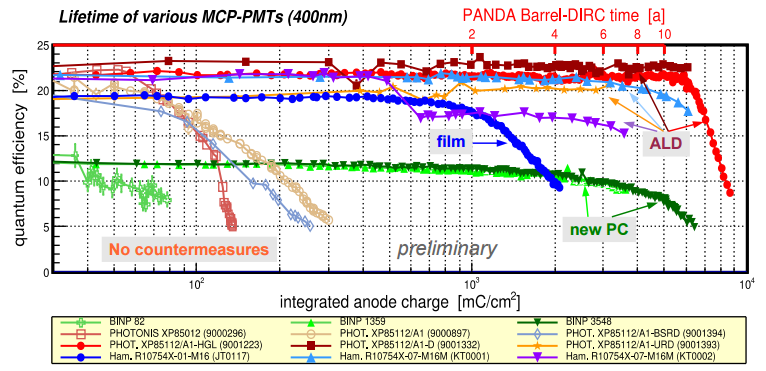 Lifetime of various MCP-PMTs (400nm)
PANDA Barrel-DIRC time [a]
2 4 6 8 10
quantum efficiency [%]
25
20
15
10
5
0
film
ALD
new PC
No countermeasures
preliminary
10² 10³ 10⁴
integrated anode charge [mC/cm²]
BINP 82 BINP 1359 BINP 3548
PHOTONIS XP85012 (9000296) PHOT. XP85112/A1 (9000897) PHOT. XP85112/A1-BSRD (9001394)
PHOT. XP85112/A1-HGL (9001223) PHOT. XP85112/A1-D (9001332) PHOT. XP85112/A1-URD (9001393)
Ham. R10754X-01-M16 (JT0117) Ham. R10754X-07-M16M (KT0001) Ham. R10754X-07-M16M (KT0002)